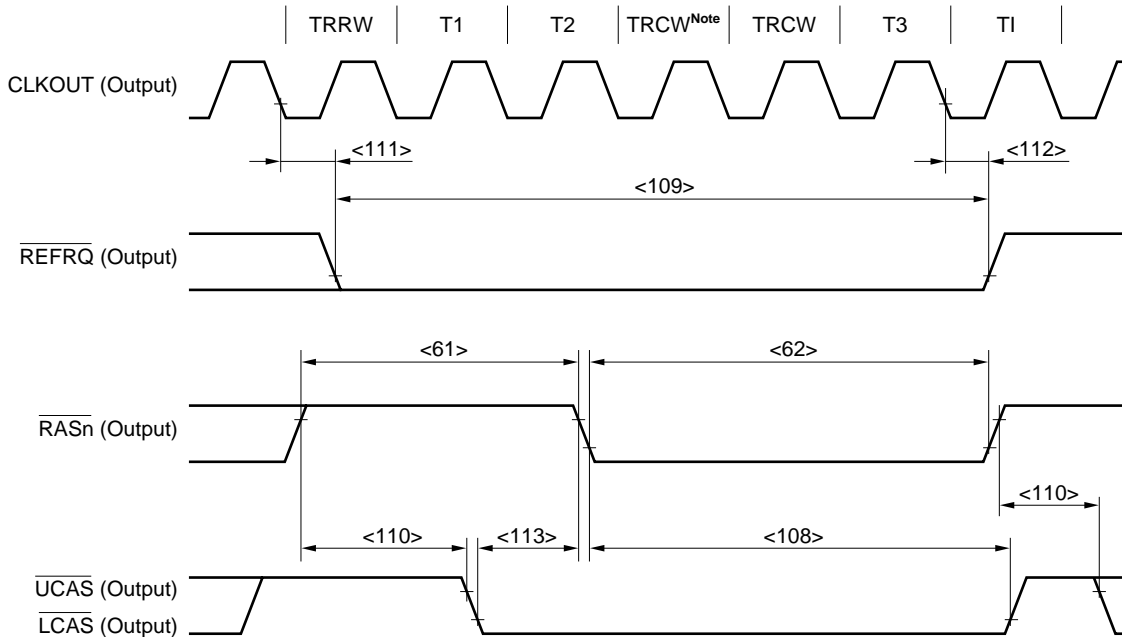 TRRW T1 T2 TRCWNote TRCW T3 TI
CLKOUT (Output)
<111> <112>
<109>
REFRQ (Output)
<61> <62>
RASn (Output)
<110>
<110> <113> <108>
UCAS (Output)
LCAS (Output)